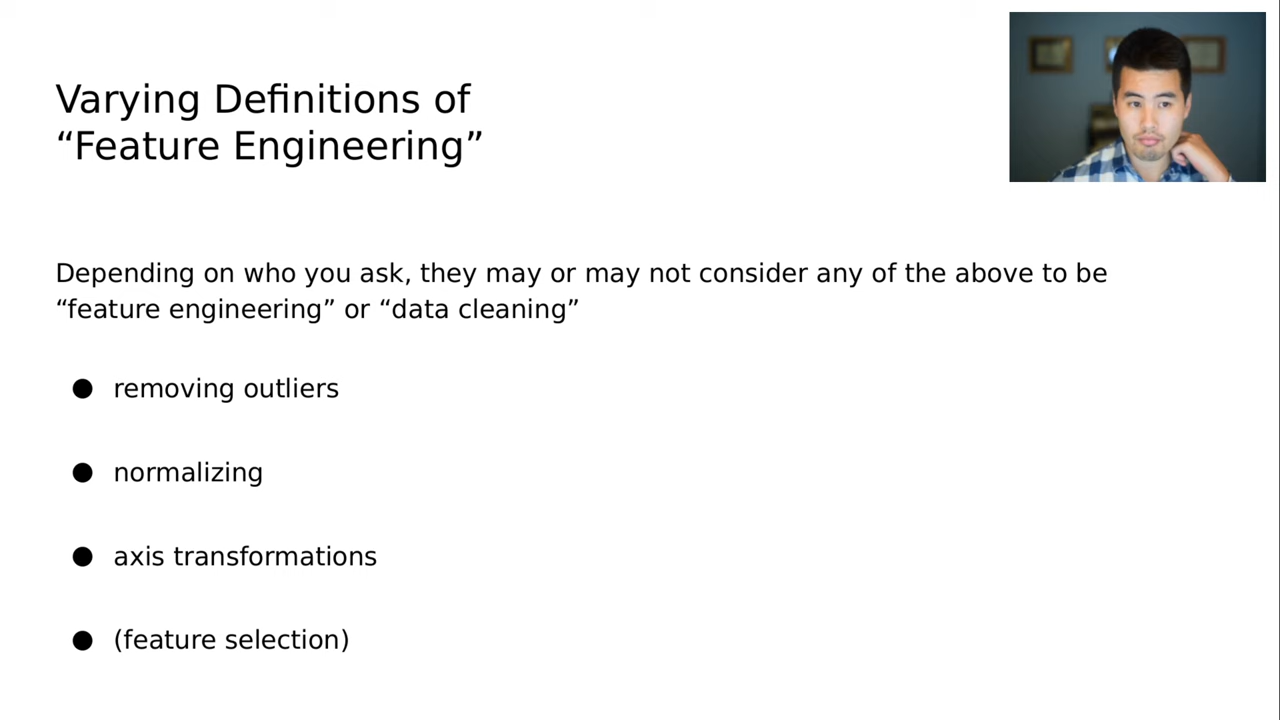 Varying Definitions of
“Feature Engineering”
Depending on who you ask, they may or may not consider any of the above to be
“feature engineering” or “data cleaning”
● removing outliers
● normalizing
● axis transformations
● (feature selection)